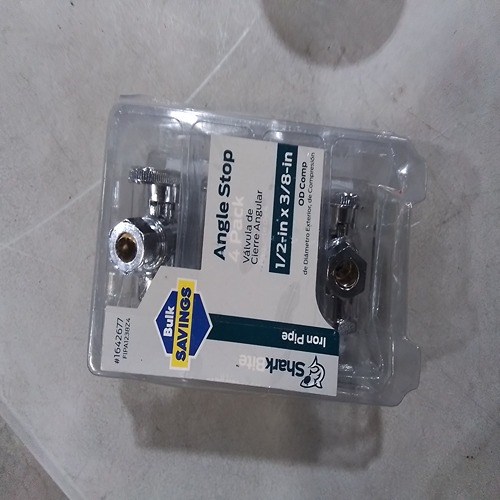 SharkBite
Iron Pipe
Angle Stop
4 Pack
Válvula de
Cierre Angular
1/2-in x 3/8-in
OD Comp
de Diámetro Exterior, de Compresión
Bulk
SAVINGS
#1642677